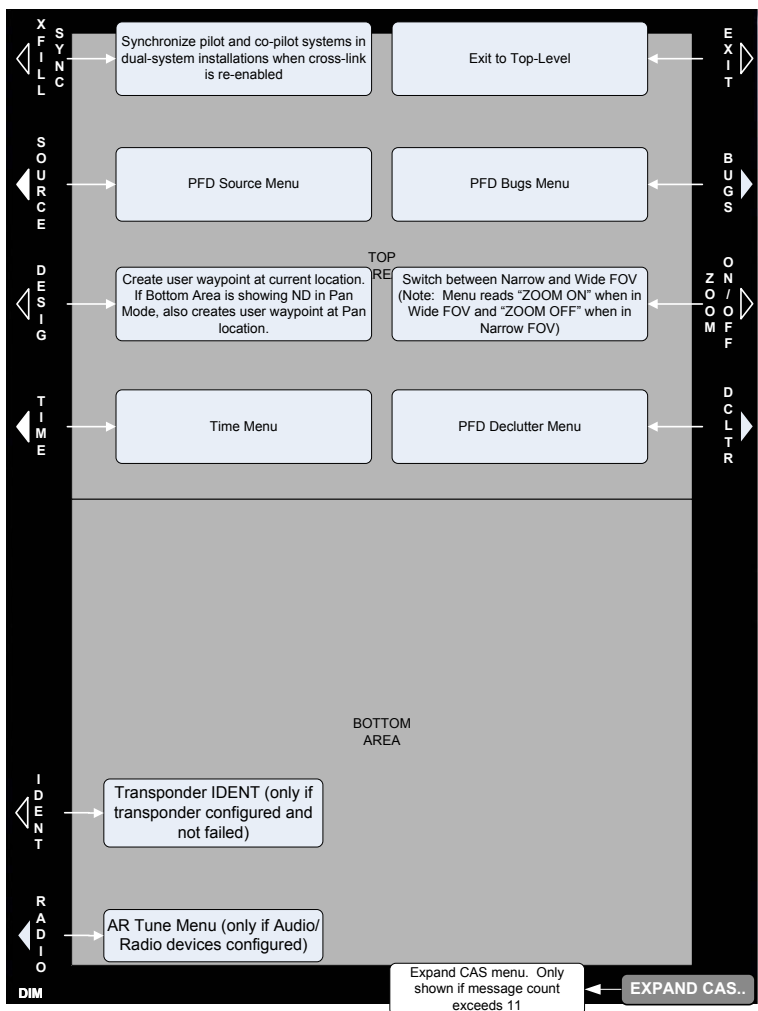 XFILL
SYNC
Synchronize pilot and co-pilot systems in
dual-system installations when cross-link
is re-enabled
Exit to Top-Level
EXIT
SOURCE
PFD Source Menu
PFD Bugs Menu
BUGS
TOP
RE
DESIG
Create user waypoint at current location.
If Bottom Area is showing ND in Pan
Mode, also creates user waypoint at Pan
location.
Switch between Narrow and Wide FOV
(Note: Menu reads “ZOOM ON” when in
Wide FOV and “ZOOM OFF” when in
Narrow FOV)
ZOOM
ON/OFF
TIME
Time Menu
PFD Declutter Menu
DCLTR
BOTTOM
AREA
IDENT
Transponder IDENT (only if
transponder configured and
not failed)
RADIO
AR Tune Menu (only if Audio/
Radio devices configured)
DIM
Expand CAS menu. Only
shown if message count
exceeds 11
EXPAND CAS..